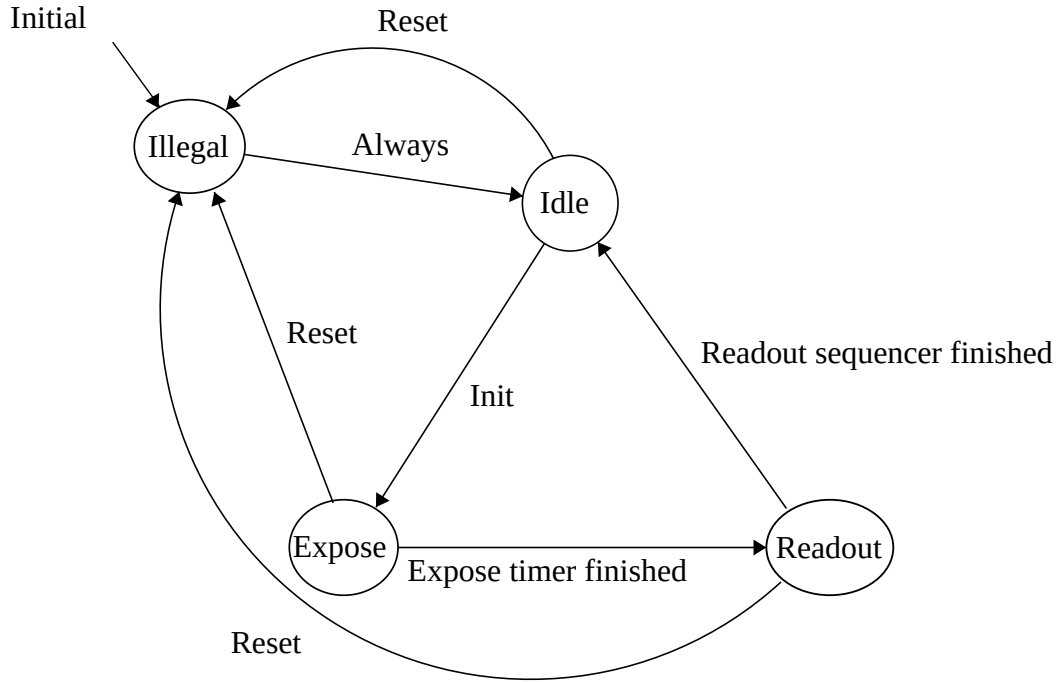 Initial
Reset
Illegal
Always
Idle
Reset
Readout sequencer finished
Init
Expose
Readout
Expose timer finished
Reset